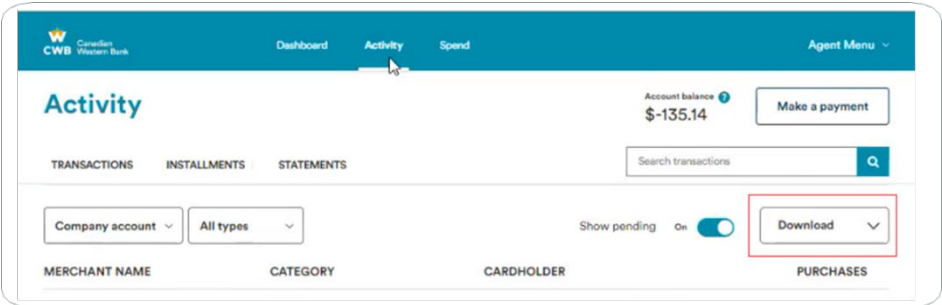 CWB Canadian Western Bank
Dashboard Activity Spend Agent Menu
Activity
Account balance ?
$-135.14
Make a payment
TRANSACTIONS INSTALLMENTS STATEMENTS
Search transactions
Company account All types Show pending On Download
MERCHANT NAME CATEGORY CARDHOLDER PURCHASES